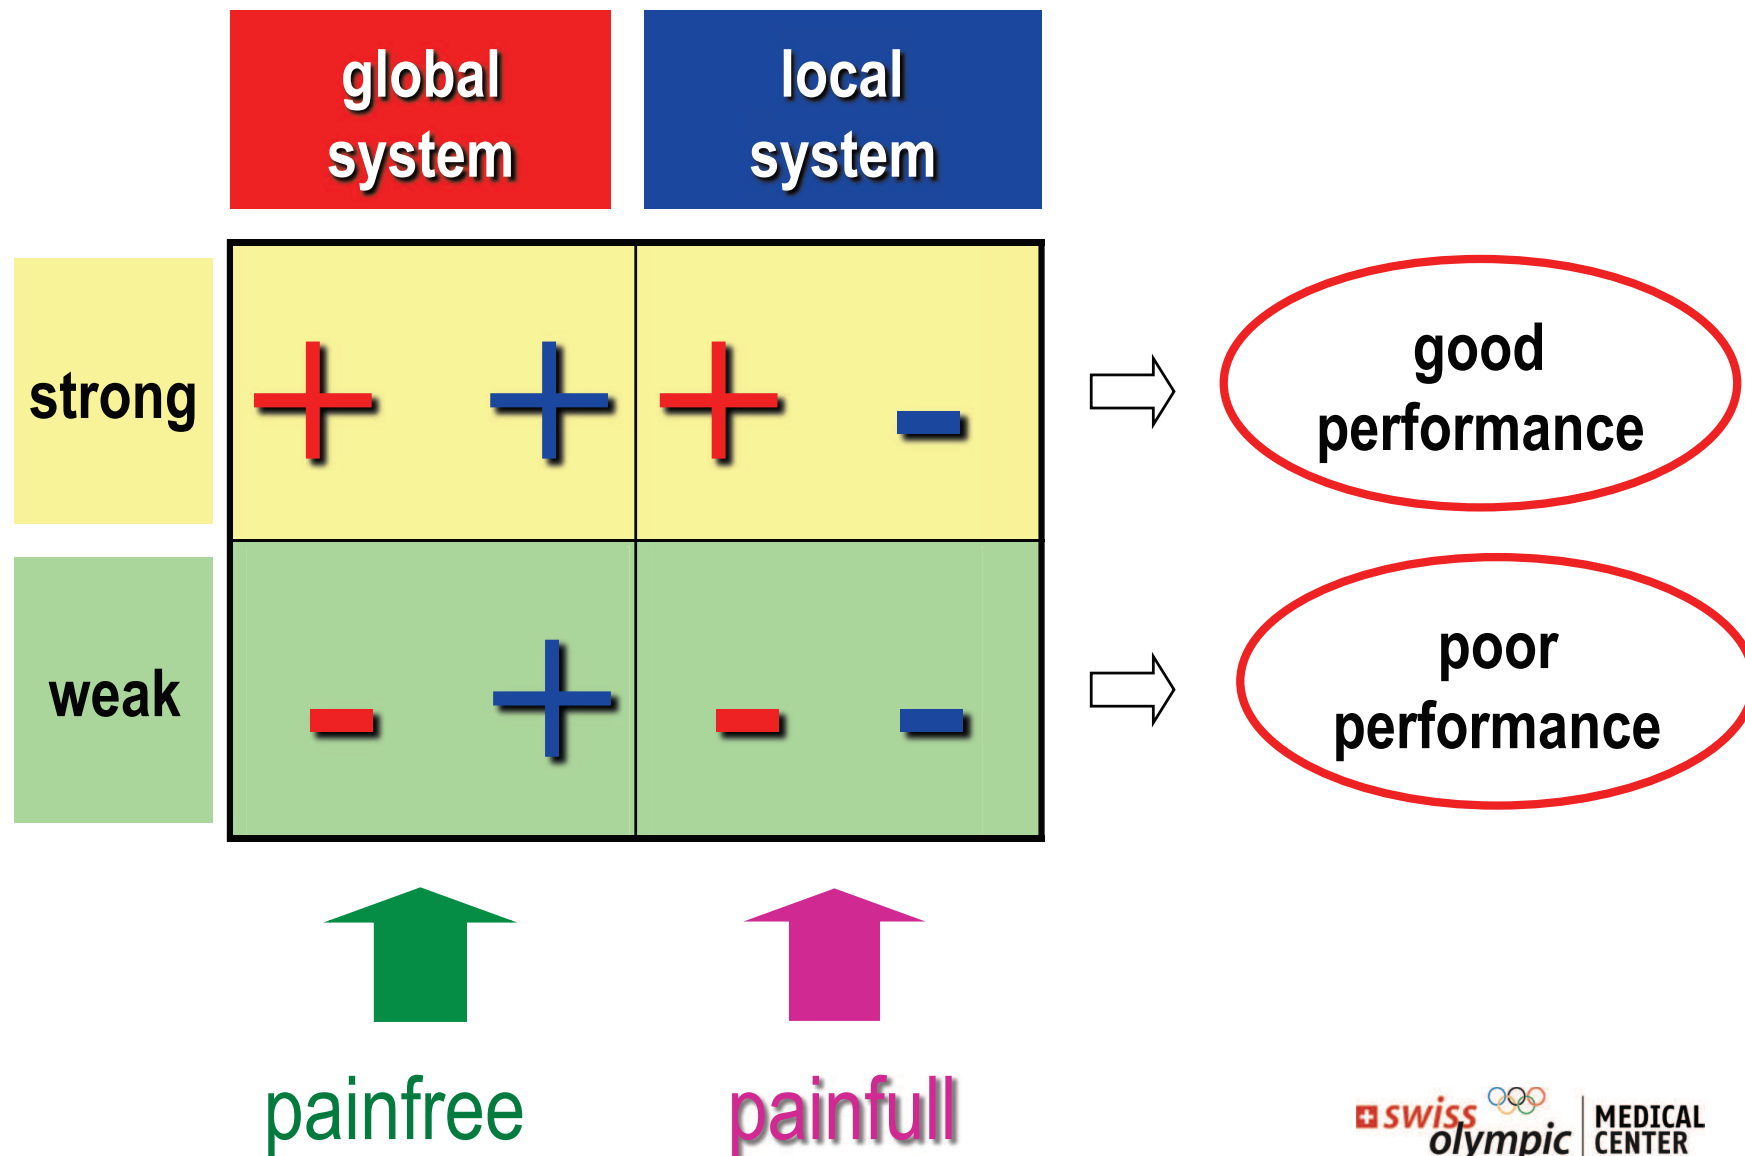 global
system
local
system
strong
+ + + -
good
performance
weak
- + - -
poor
performance
painfree
painfull
swiss
olympic
MEDICAL
CENTER